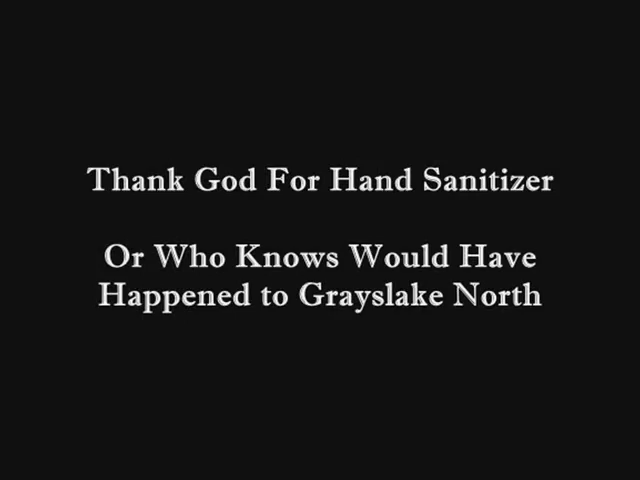 Thank God For Hand Sanitizer
Or Who Knows Would Have
Happened to Grayslake North